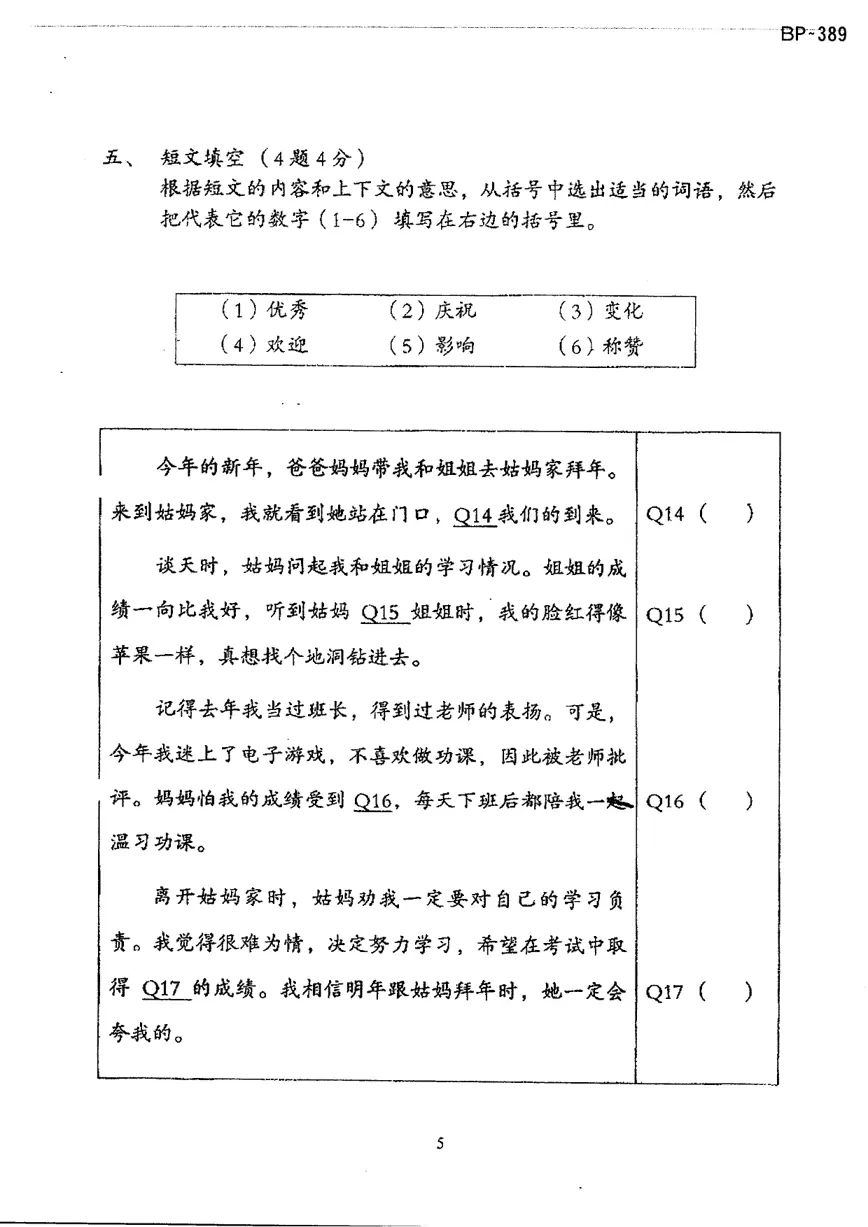 BP-389
五、 短文填空（4题4分）
根据短文的内容和上下文的意思，从括号中选出适当的词语，然后
把代表它的数字（1-6）填写在右边的括号里。
（1）优秀 （2）庆祝 （3）变化
（4）欢迎 （5）影响 （6）称赞
今年的新年，爸爸妈妈带我和姐姐去姑妈家拜年。
来到姑妈家，我就看到她站在门口，Q14我们的到来。 Q14（ ）
谈天时，姑妈问起我和姐姐的学习情况。姐姐的成
绩一向比我好，听到姑妈 Q15 姐姐时，我的脸红得像 Q15（ ）
苹果一样，真想找个地洞钻进去。
记得去年我当过班长，得到过老师的表扬。可是，
今年我迷上了电子游戏，不喜欢做功课，因此被老师批
评。妈妈怕我的成绩受到 Q16，每天下班后都陪我一起 Q16（ ）
温习功课。
离开姑妈家时，姑妈劝我一定要对自己的学习负
责。我觉得很难为情，决定努力学习，希望在考试中取
得 Q17 的成绩。我相信明年跟姑妈拜年时，她一定会 Q17（ ）
夸我的。
5